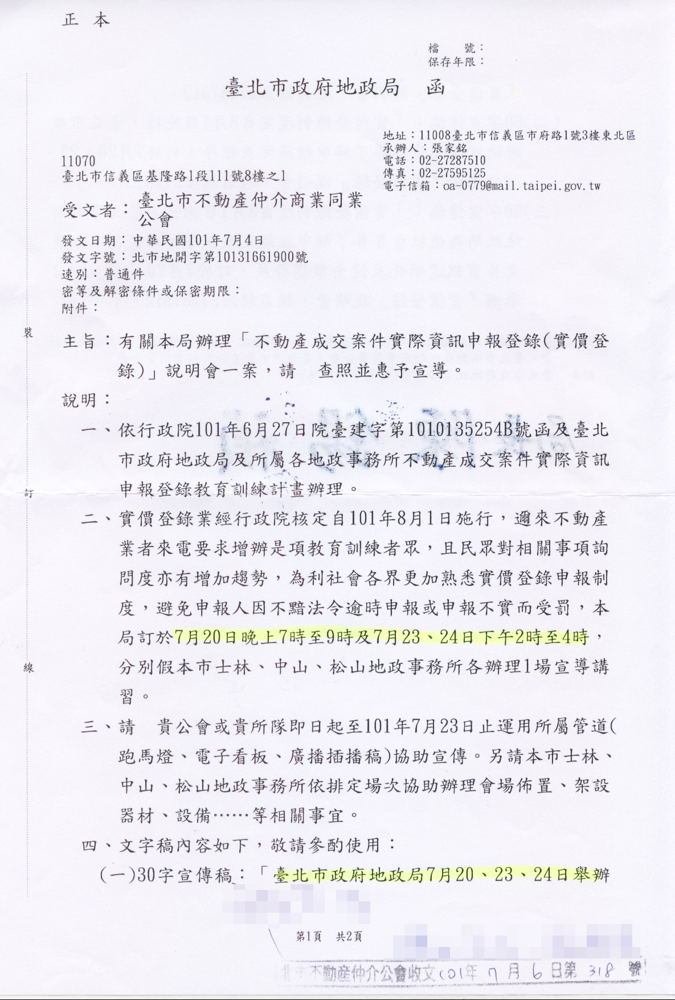 正 本
檔 號：
保存年限：
臺北市政府地政局 函
地址：11008臺北市信義區市府路1號3樓東北區
承辦人：張家銘
電話：02-27287510
傳真：02-27595125
電子信箱：oa-0779@mail.taipei.gov.tw
11070
臺北市信義區基隆路1段111號8樓之1
受文者：臺北市不動產仲介商業同業
公會
發文日期：中華民國101年7月4日
發文字號：北市地開字第10131661900號
速別：普通件
密等及解密條件或保密期限：
附件：
主旨：有關本局辦理「不動產成交案件實際資訊申報登錄(實價登
錄)」說明會一案，請 查照並惠予宣導。
說明：
一、依行政院101年6月27日院臺建字第1010135254B號函及臺北
市政府地政局及所屬各地政事務所不動產成交案件實際資訊
申報登錄教育訓練計畫辦理。
二、實價登錄業經行政院核定自101年8月1日施行，邇來不動產
業者來電要求增辦是項教育訓練者眾，且民眾對相關事項詢
問度亦有增加趨勢，為利社會各界更加熟悉實價登錄申報制
度，避免申報人因不黯法令逾時申報或申報不實而受罰，本
局訂於7月20日晚上7時至9時及7月23、24日下午2時至4時，
分別假本市士林、中山、松山地政事務所各辦理1場宣導講
習。
三、請 貴公會或貴所隊即日起至101年7月23日止運用所屬管道(
跑馬燈、電子看板、廣播插播稿)協助宣傳。另請本市士林、
中山、松山地政事務所依排定場次協助辦理會場佈置、架設
器材、設備……等相關事宜。
四、文字稿內容如下，敬請參酌使用：
(一)30字宣傳稿：「臺北市政府地政局7月20、23、24日舉辦
裝
訂
線
第1頁 共2頁
北市不動產仲介公會收文101年7月6日第318號